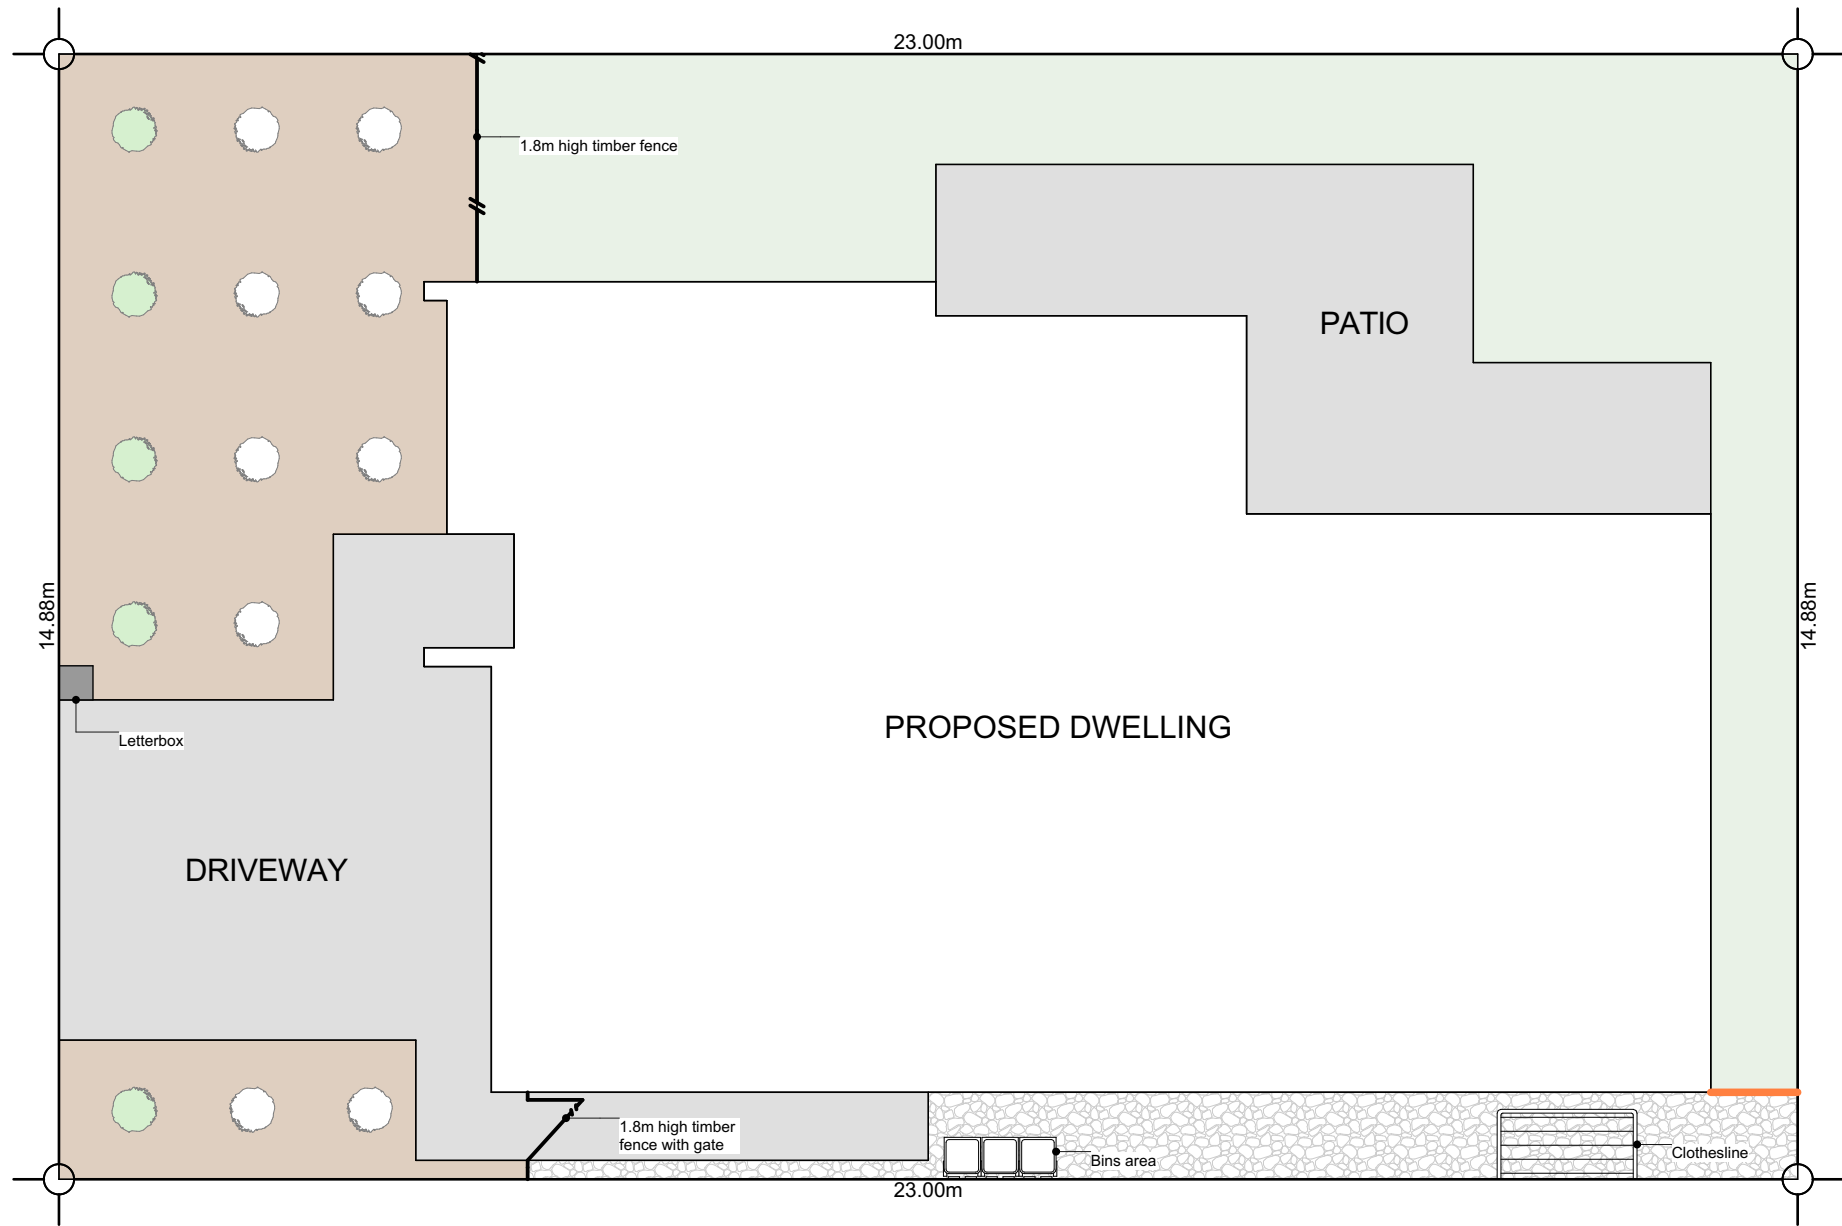 23.00m
1.8m high timber fence
PATIO
14.88m
14.88m
Letterbox
PROPOSED DWELLING
DRIVEWAY
1.8m high timber
fence with gate
Bins area
Clothesline
23.00m